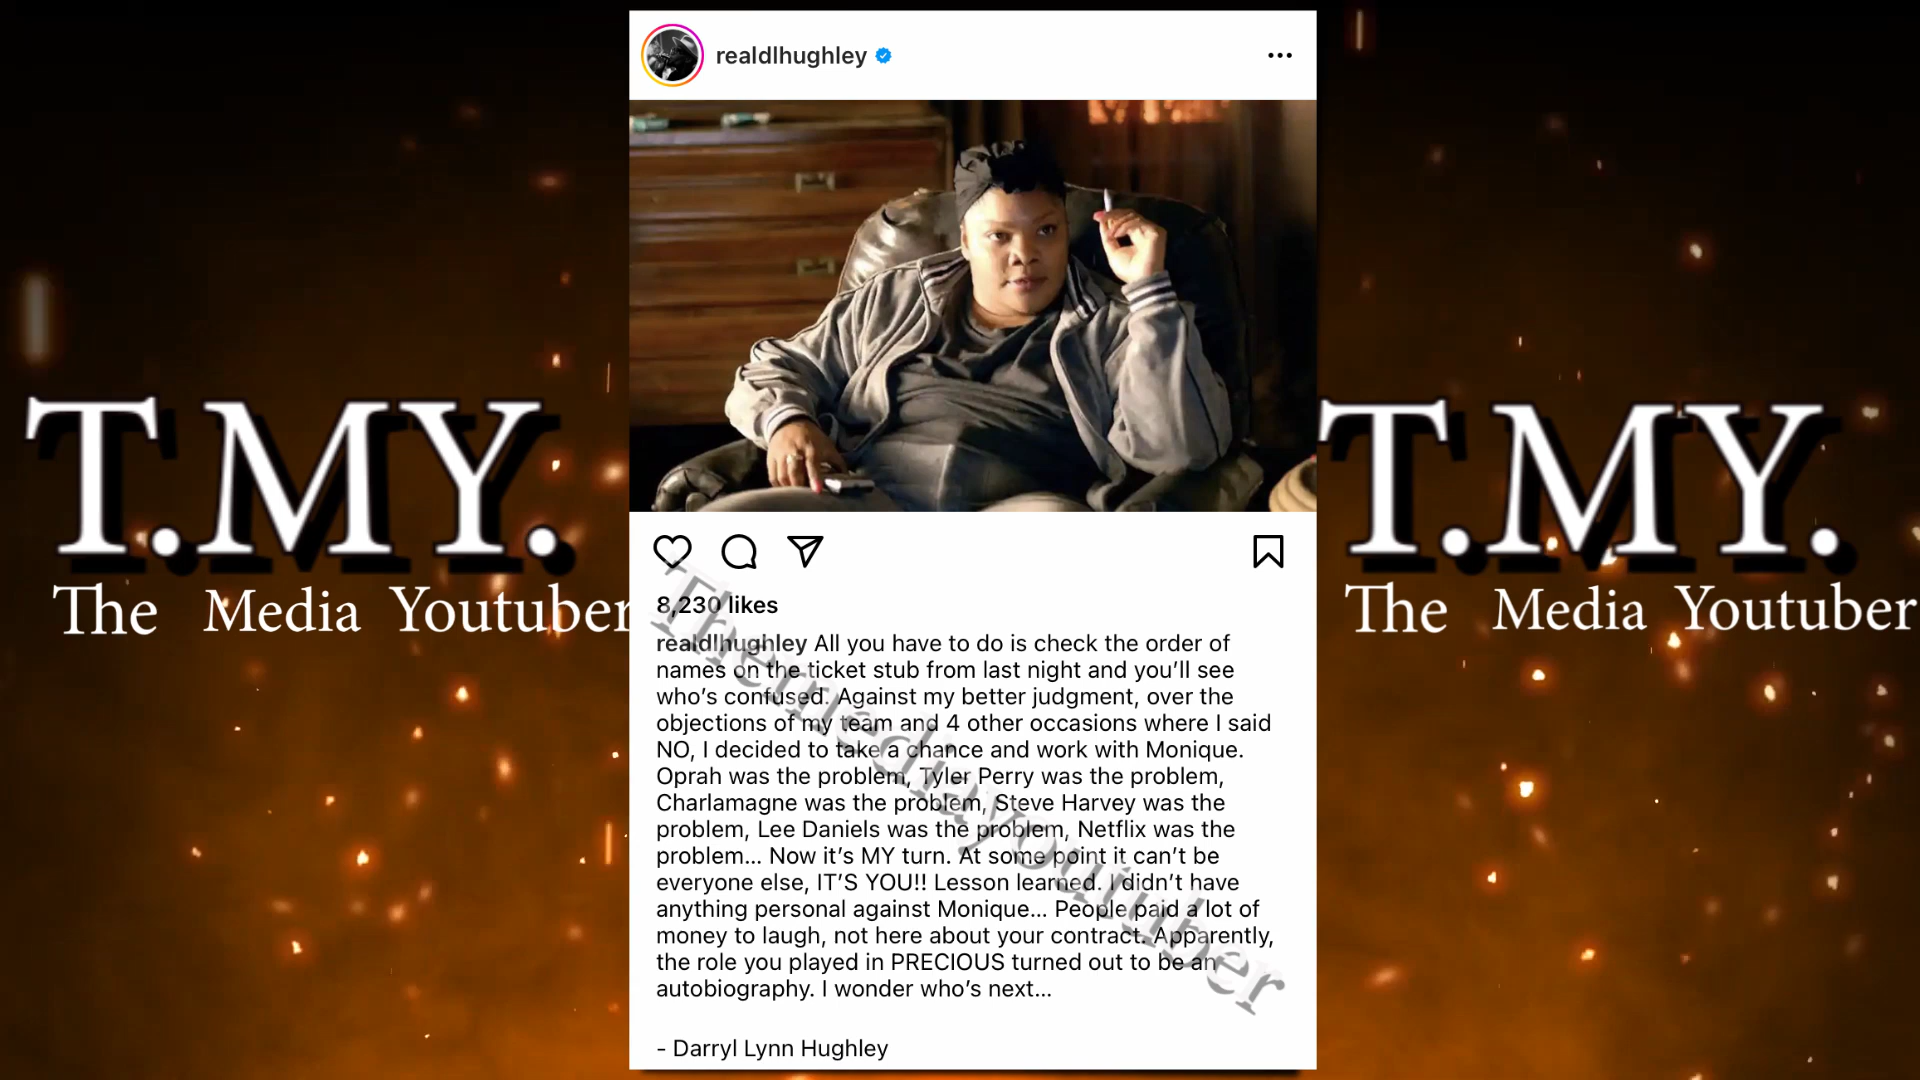 realdlhughley
T.MY.
The Media Youtuber
T.MY.
The Media Youtuber
8,230 likes
realdlhughley All you have to do is check the order of
names on the ticket stub from last night and you’ll see
who’s confused. Against my better judgment, over the
objections of my team and 4 other occasions where I said
NO, I decided to take a chance and work with Monique.
Oprah was the problem, Tyler Perry was the problem,
Charlamagne was the problem, Steve Harvey was the
problem, Lee Daniels was the problem, Netflix was the
problem... Now it’s MY turn. At some point it can’t be
everyone else, IT’S YOU!! Lesson learned. I didn’t have
anything personal against Monique... People paid a lot of
money to laugh, not here about your contract. Apparently,
the role you played in PRECIOUS turned out to be an
autobiography. I wonder who’s next...
- Darryl Lynn Hughley
Themediayoutuber